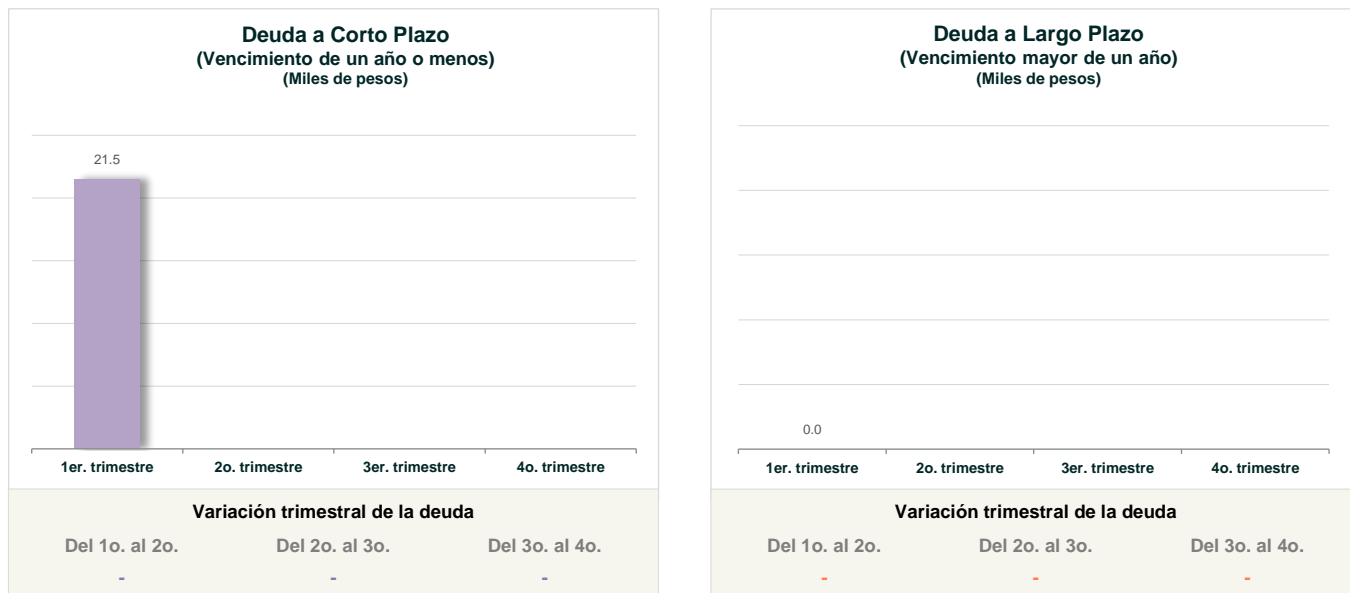 Deuda a Corto Plazo
(Vencimiento de un año o menos)
(Miles de pesos)
21.5
1er. trimestre 2o. trimestre 3er. trimestre 4o. trimestre
Variación trimestral de la deuda
Del 1o. al 2o. Del 2o. al 3o. Del 3o. al 4o.
- - -
Deuda a Largo Plazo
(Vencimiento mayor de un año)
(Miles de pesos)
0.0
1er. trimestre 2o. trimestre 3er. trimestre 4o. trimestre
Variación trimestral de la deuda
Del 1o. al 2o. Del 2o. al 3o. Del 3o. al 4o.
- - -